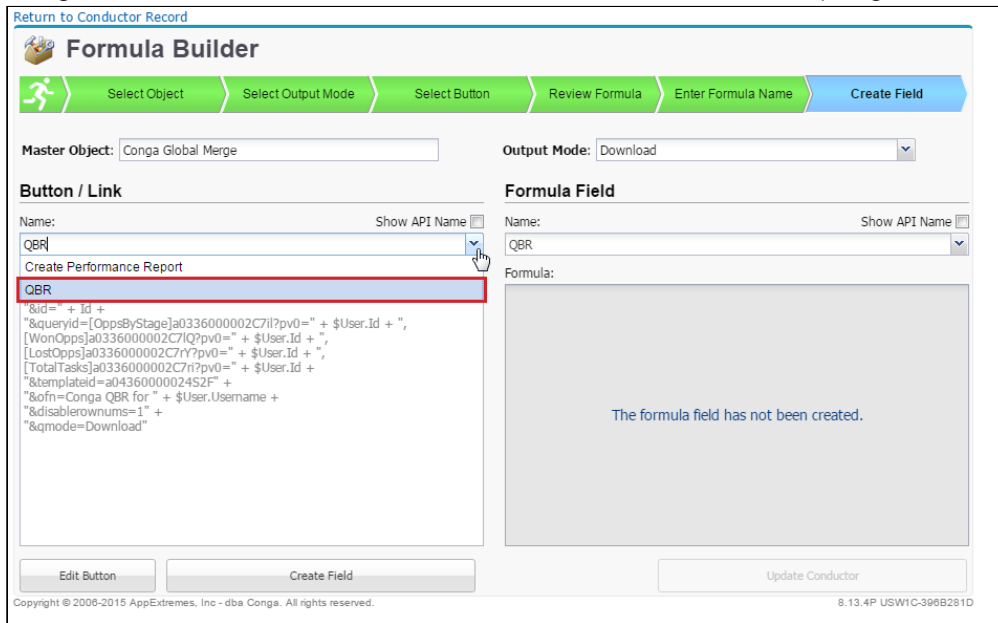 Return to Conductor Record
Formula Builder
Select Object
Select Output Mode
Select Button
Review Formula
Enter Formula Name
Create Field
Master Object: Conga Global Merge
Output Mode: Download
Button / Link
Formula Field
Name: Show API Name
Name: Show API Name
QBR
QBR
Create Performance Report
Formula:
QBR
"&id=" + Id +
"&queryid=[OppsByStage]a0336000002C7il?pv0=" + $User.Id + ",
[WonOpps]a0336000002C7lQ?pv0=" + $User.Id + ",
[LostOpps]a0336000002C7rY?pv0=" + $User.Id + ",
[TotalTasks]a0336000002C7ri?pv0=" + $User.Id +
"&templateid=a04360000024S2F" +
"&ofn=Conga QBR for " + $User.Username +
"&disablerownums=1" +
"&qmode=Download"
The formula field has not been created.
Edit Button
Create Field
Update Conductor
Copyright © 2006-2015 AppExtremes, Inc - dba Conga. All rights reserved.
8.13.4P USW1C-396B281D